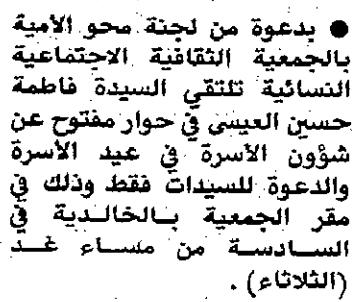 ● بدعوة من لجنة محو الأمية
بالجمعية الثقافية الاجتماعية
النسائية تلتقي السيدة فاطمة
حسين العيسى في حوار مفتوح عن
شؤون الأسرة في عيد الأسرة
والدعوة للسيدات فقط وذلك في
مقر الجمعية بالخالدية في
السادسة من مساء غد
(الثلاثاء) .